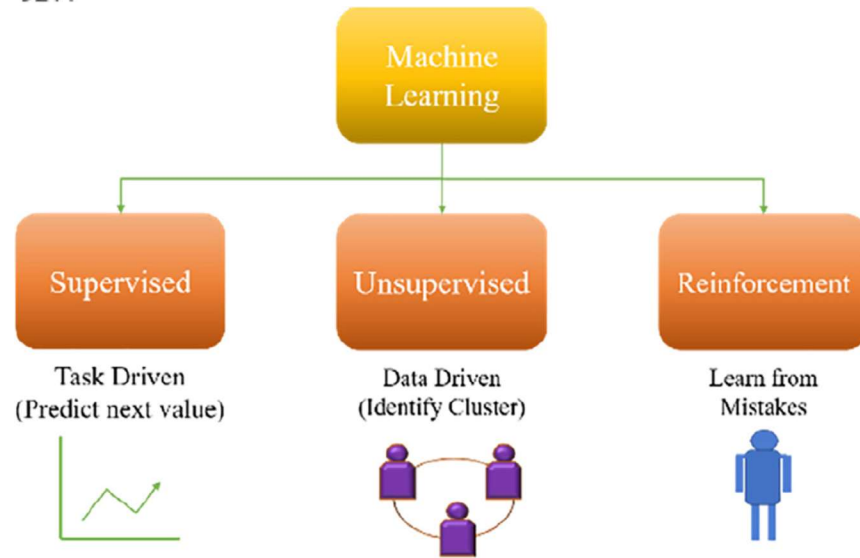 Machine
Learning
Supervised
Unsupervised
Reinforcement
Task Driven
(Predict next value)
Data Driven
(Identify Cluster)
Learn from
Mistakes